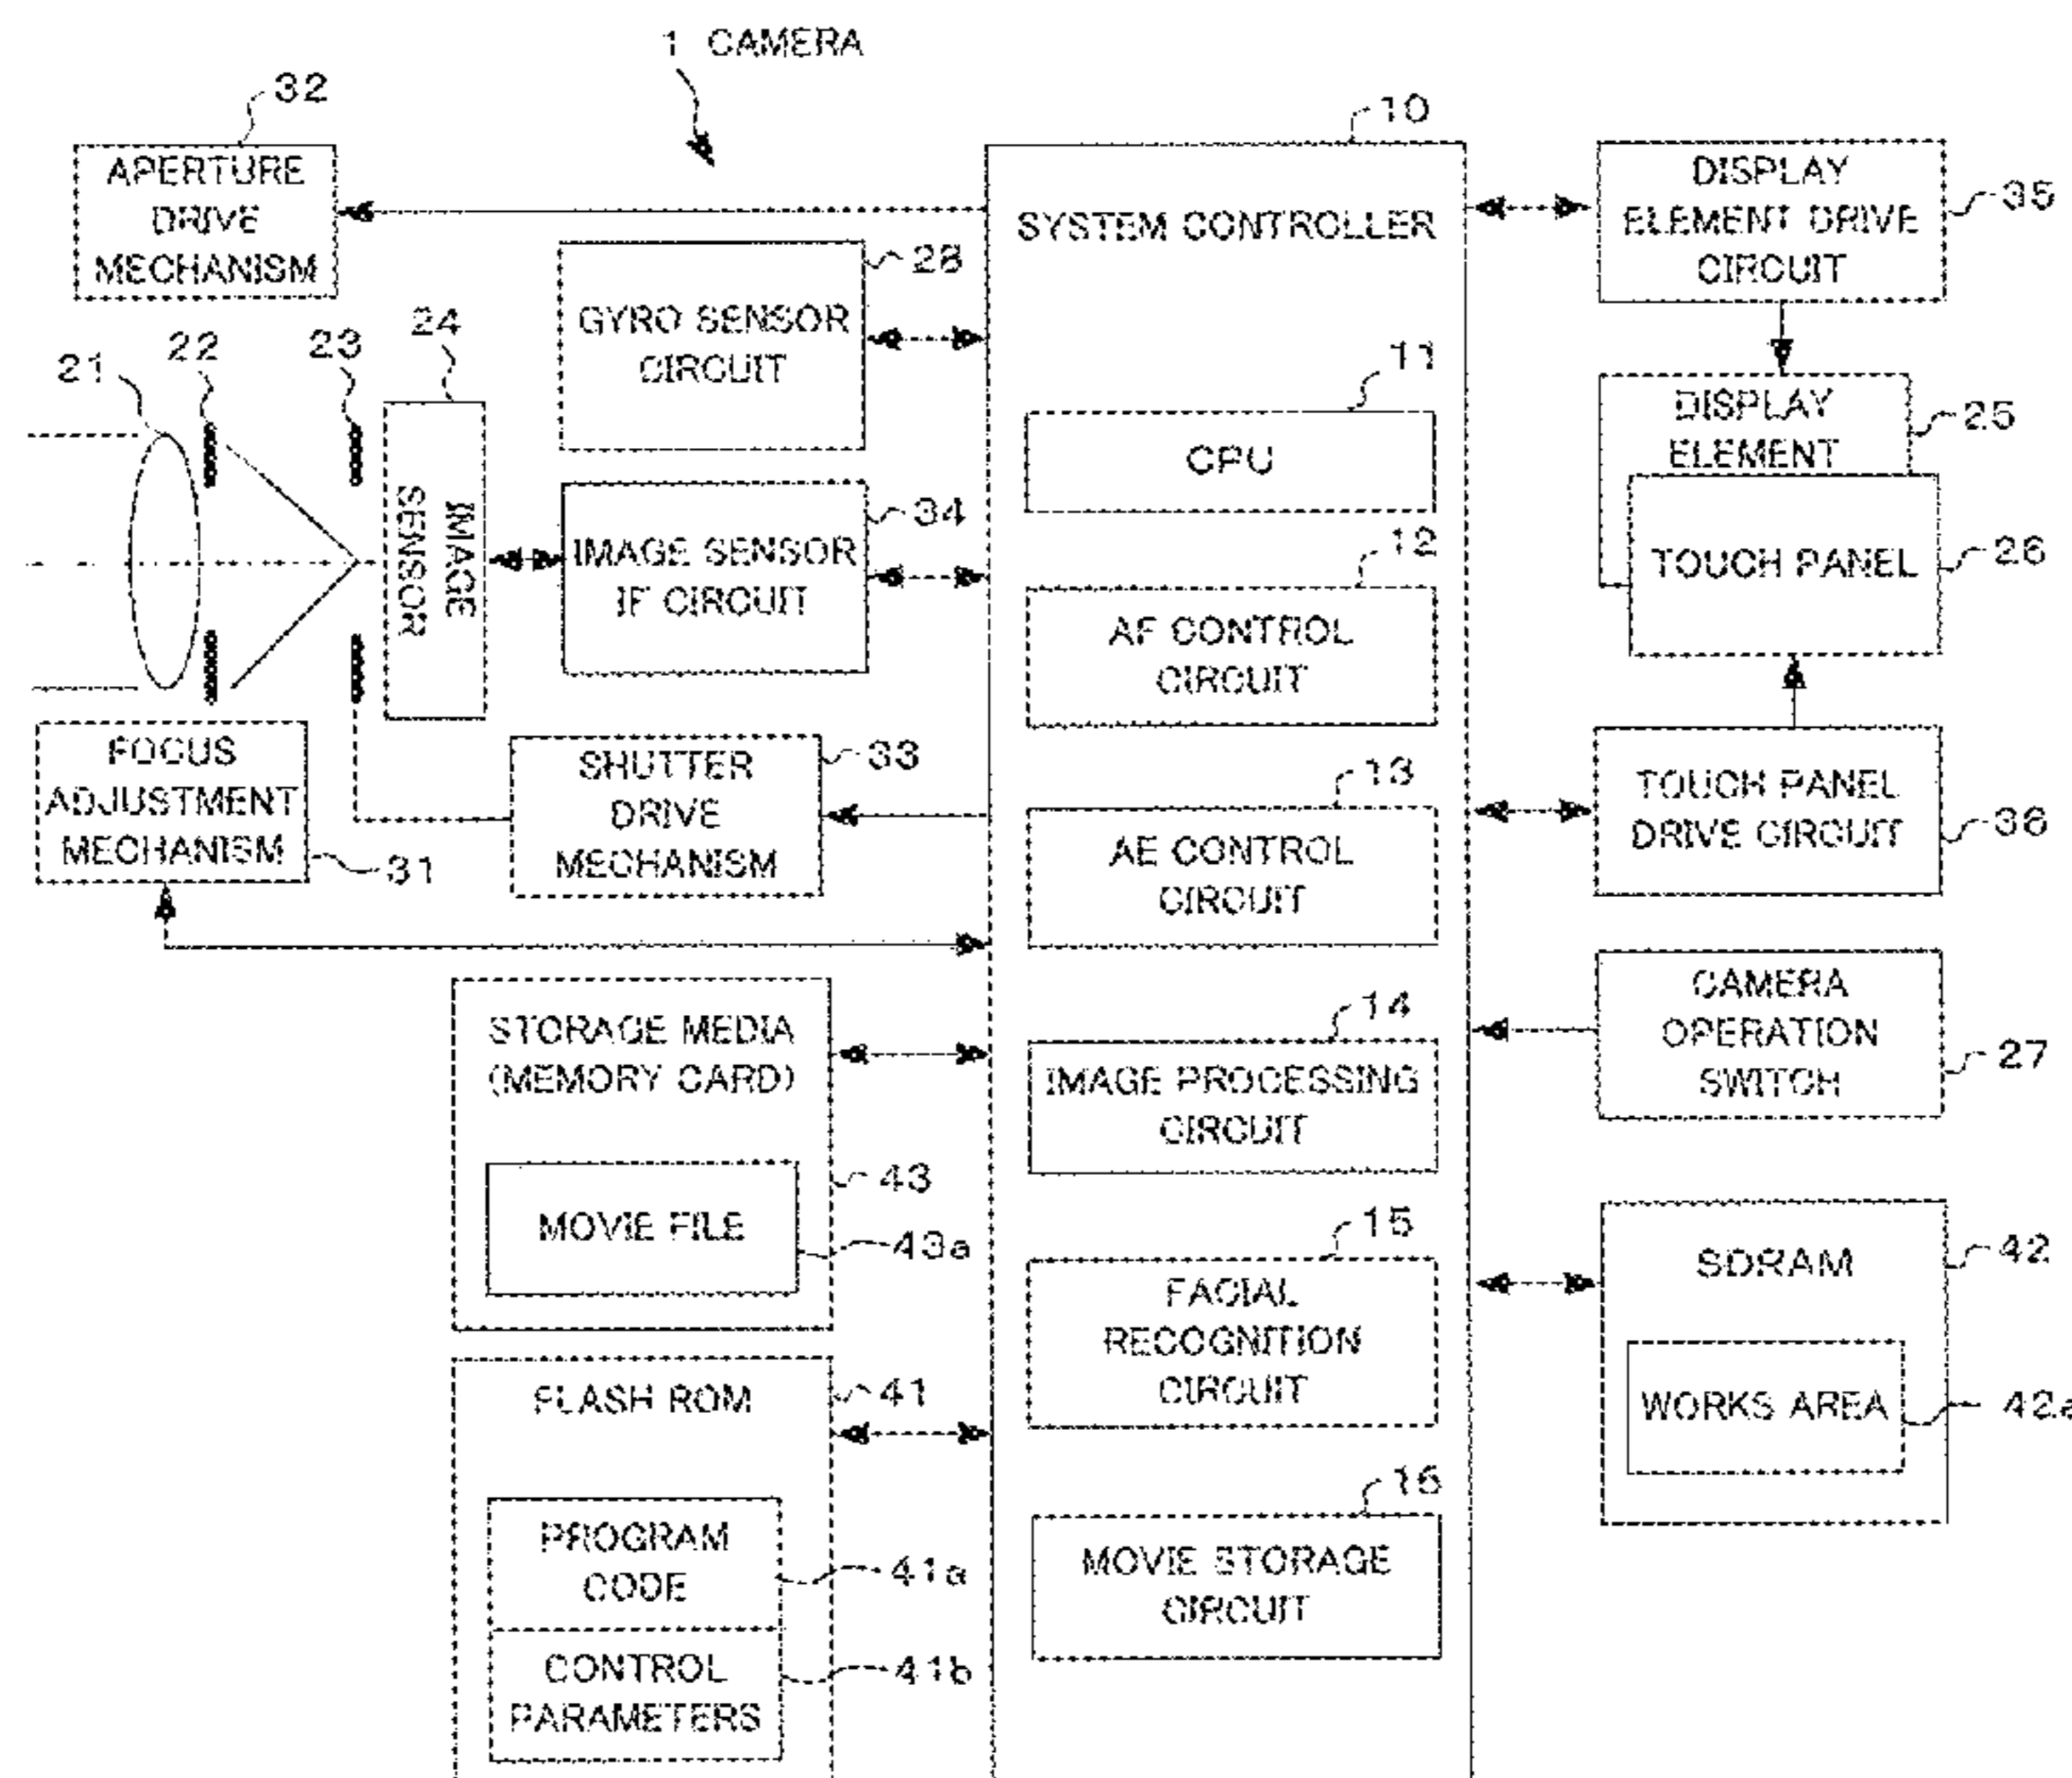 1 CAMERA
32
APERTURE
DRIVE
MECHANISM
10
SYSTEM CONTROLLER
DISPLAY
ELEMENT DRIVE
CIRCUIT
35
28
GYRO SENSOR
CIRCUIT
21
22
23
24
IMAGE
SENSOR
11
CPU
DISPLAY
ELEMENT
25
34
IMAGE SENSOR
IF CIRCUIT
12
AF CONTROL
CIRCUIT
TOUCH PANEL
26
FOCUS
ADJUSTMENT
MECHANISM
31
SHUTTER
DRIVE
MECHANISM
33
13
AE CONTROL
CIRCUIT
TOUCH PANEL
DRIVE CIRCUIT
36
STORAGE MEDIA
(MEMORY CARD)
43
MOVIE FILE
43a
14
IMAGE PROCESSING
CIRCUIT
CAMERA
OPERATION
SWITCH
27
15
FACIAL
RECOGNITION
CIRCUIT
SDRAM
42
WORKS AREA
42a
FLASH ROM
41
PROGRAM
CODE
41a
CONTROL
PARAMETERS
41b
16
MOVIE STORAGE
CIRCUIT